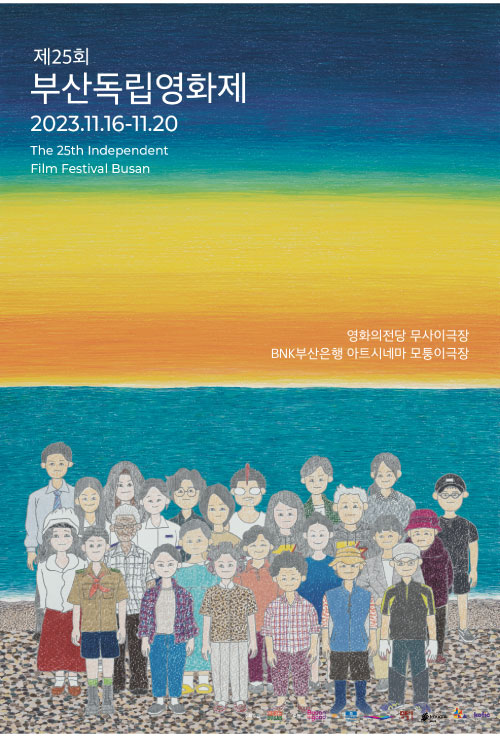 제25회
부산독립영화제
2023.11.16-11.20
The 25th Independent
Film Festival Busan
영화의전당 무사이극장
BNK부산은행 아트시네마 모퉁이극장